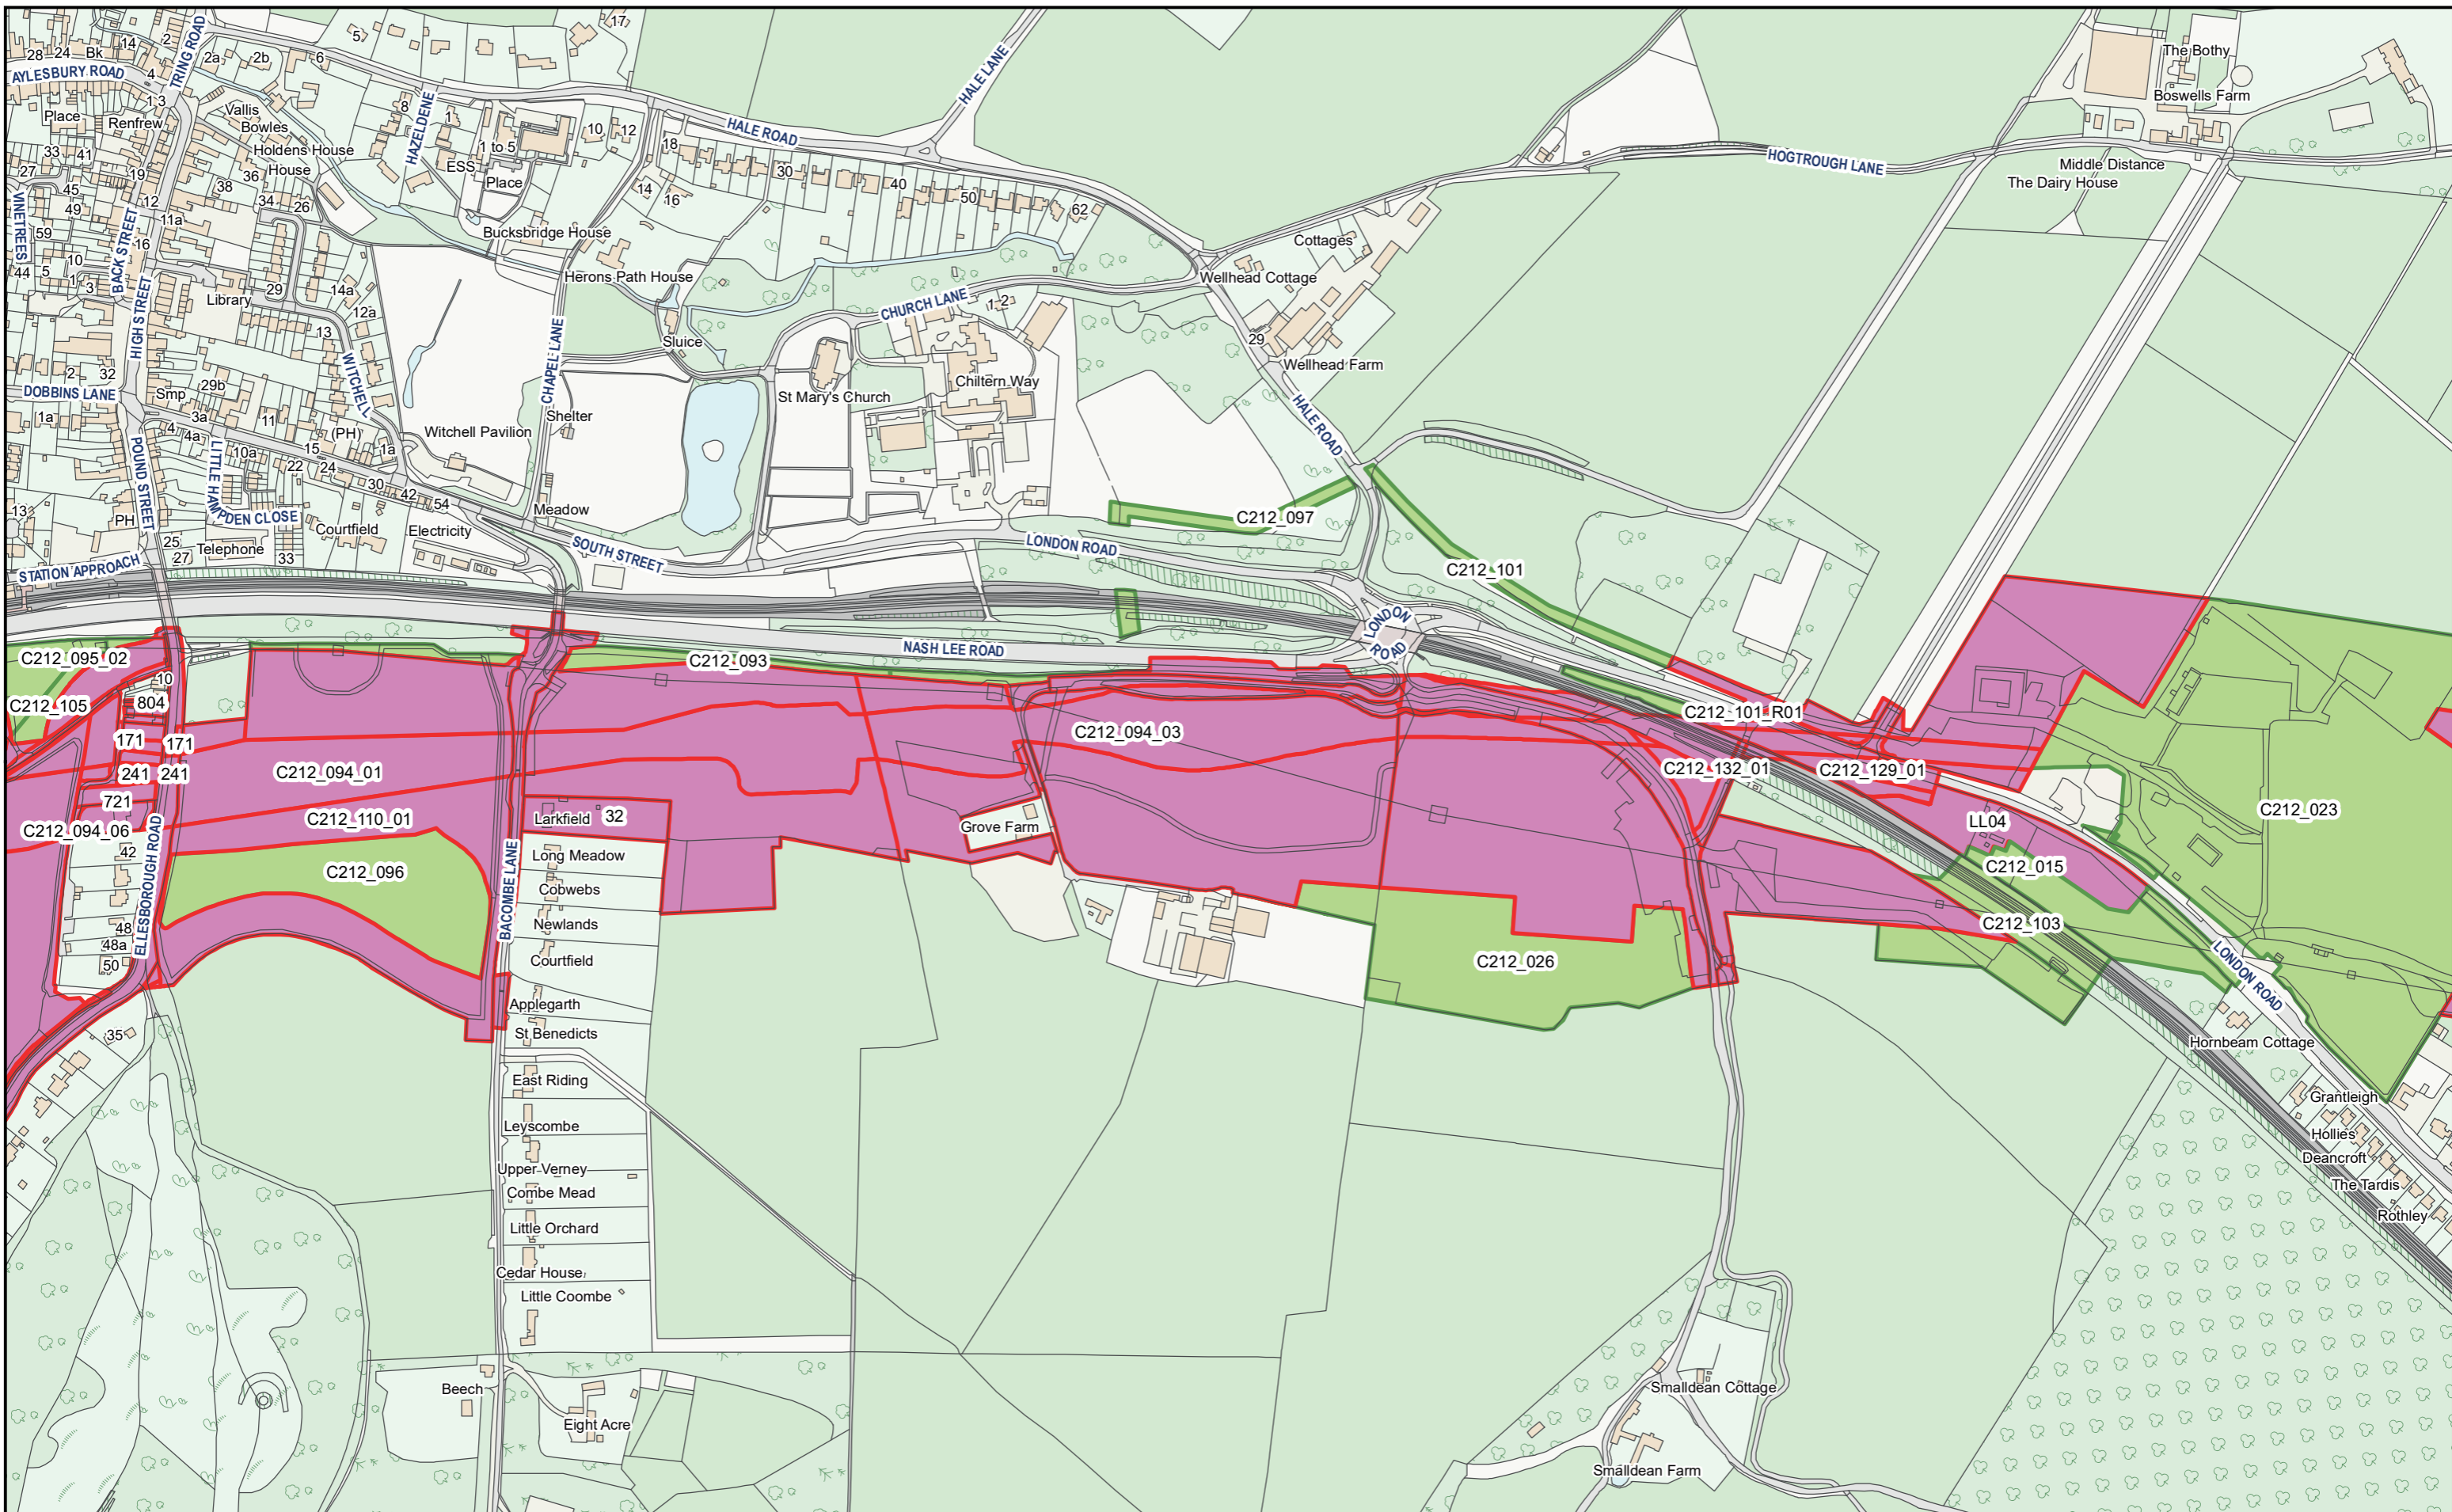 17
5
14
2
28
24
Bk
2a
2b
6
TRING ROAD
AYLESBURY ROAD
4
1
3
Vallis
Bowles
Place
Renfrew
8
1
HAZELDENE
10
12
1 to 5
ESS
Place
18
HALE ROAD
HALE LANE
The Bothy
Boswells Farm
HOGTROUGH LANE
Middle Distance
The Dairy House
Holdens House
House
33
41
27
45
19
38
36
49
12
34
26
11a
VINETREES
59
BACK STREET
16
44
5
10
1
3
14
16
30
40
50
62
Bucksbridge House
Herons Path House
Cottages
Wellhead Cottage
Library
29
14a
12a
13
HIGH STREET
WITCHELL
CHAPEL LANE
Sluice
CHURCH LANE
1
2
29
Wellhead Farm
2
32
DOBBINS LANE
Smp
29b
3a
11
1a
4
4a
(PH)
St Mary's Church
Chiltern Way
Shelter
Witchell Pavilion
HALE ROAD
POUND STREET
LITTLE HAMPDEN CLOSE
10a
15
22
24
1a
30
42
54
13
PH
25
27
Telephone
33
Courtfield
Electricity
Meadow
SOUTH STREET
LONDON ROAD
STATION APPROACH
C212_097
C212_101
LONDON ROAD
NASH LEE ROAD
C212_095_02
10
C212_105
804
C212_093
C212_094_03
C212_101_R01
171
171
241
241
C212_094_01
C212_132_01
C212_129_01
721
C212_094_06
C212_110_01
Larkfield
32
Grove Farm
LL04
C212_023
42
C212_096
Long Meadow
C212_015
Cobwebs
ELLESBOROUGH ROAD
BACOMBE LANE
48
48a
50
Newlands
Courtfield
C212_103
C212_026
LONDON ROAD
Applegarth
35
St Benedicts
Hornbeam Cottage
East Riding
Grantleigh
Leyscombe
Hollies
Deancroft
Upper Verney
Combe Mead
The Tardis
Little Orchard
Rothley
Cedar House
Little Coombe
Beech
Eight Acre
Smalldean Cottage
Smalldean Farm